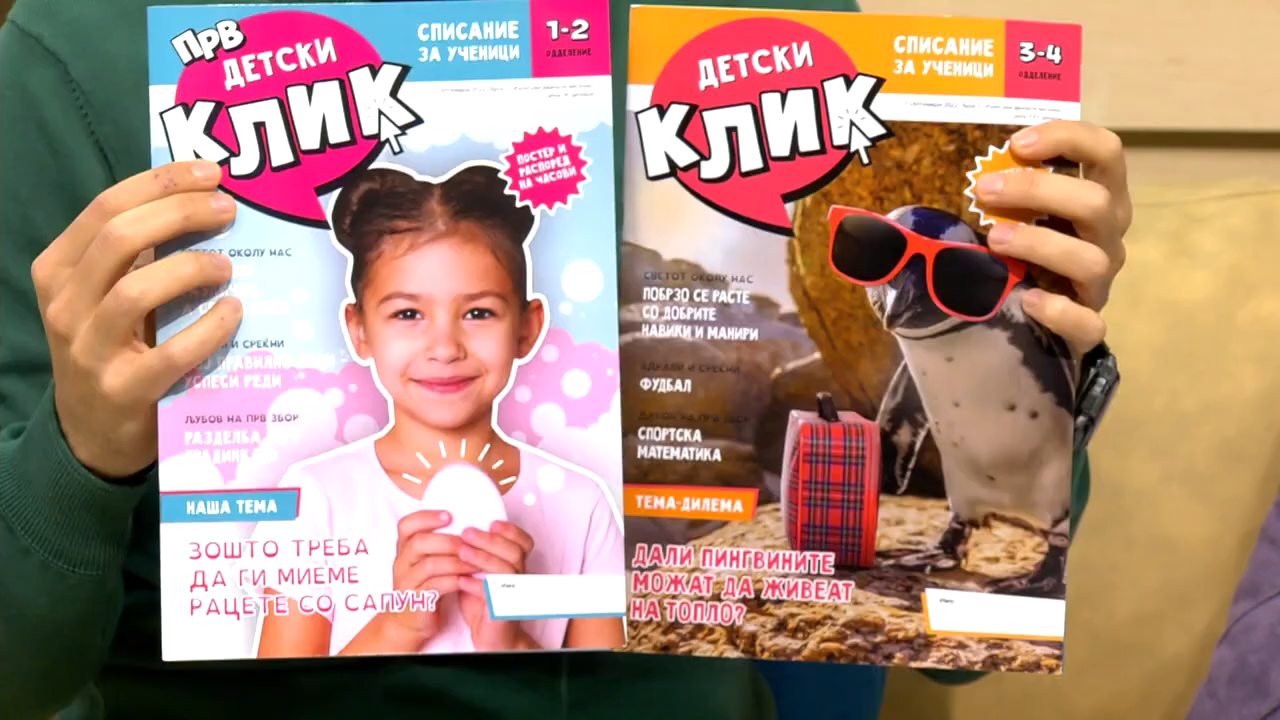 ПРВ
ДЕТСКИ
КЛИК
СПИСАНИЕ
ЗА УЧЕНИЦИ
1-2
ОДДЕЛЕНИЕ
ПОСТЕР И
РАСПОРЕД
НА ЧАСОВИ
ОКОЛУ НАС
И СРЕЌНИ
ПРАВИЛНО
УСПЕСИ РЕДИ
ЉУБОВ НА ПРВ ЗБОР
РАЗДЕЛБА
НАША ТЕМА
ЗОШТО ТРЕБА
ДА ГИ МИЕМЕ
РАЦЕТЕ СО САПУН?
Име:
ДЕТСКИ
КЛИК
СПИСАНИЕ
ЗА УЧЕНИЦИ
3-4
ОДДЕЛЕНИЕ
СВЕТОТ ОКОЛУ НАС
ПОБРЗО СЕ РАСТЕ
СО ДОБРИТЕ
НАВИКИ И МАНИРИ
ЗДРАВИ И СРЕЌНИ
ФУДБАЛ
НА ПРВ ЗБОР
СПОРТСКА
МАТЕМАТИКА
ТЕМА-ДИЛЕМА
ДАЛИ ПИНГВИНИТЕ
МОЖАТ ДА ЖИВЕАТ
НА ТОПЛО?
Име: